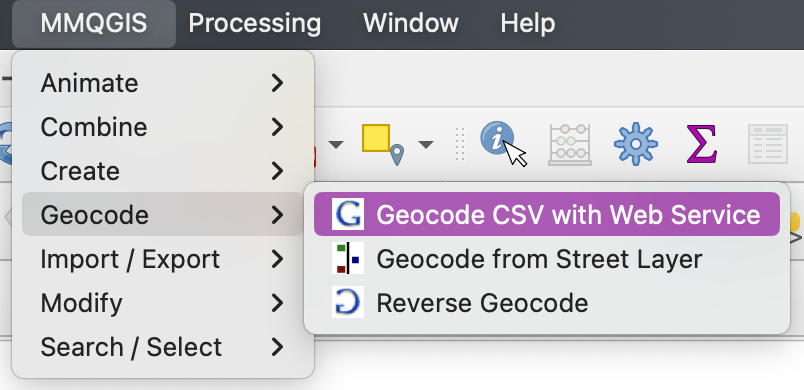 MMQGIS Processing Window Help
Animate
Combine
Create
Geocode
Import / Export
Modify
Search / Select
Geocode CSV with Web Service
Geocode from Street Layer
Reverse Geocode